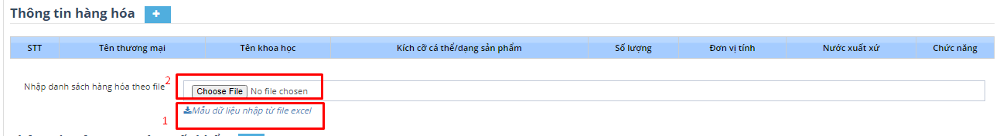 Thông tin hàng hóa +
STT Tên thương mại Tên khoa học Kích cỡ cá thể/dạng sản phẩm Số lượng Đơn vị tính Nước xuất xứ Chức năng
Nhập danh sách hàng hóa theo file 2 Choose File No file chosen
1 Mẫu dữ liệu nhập từ file excel